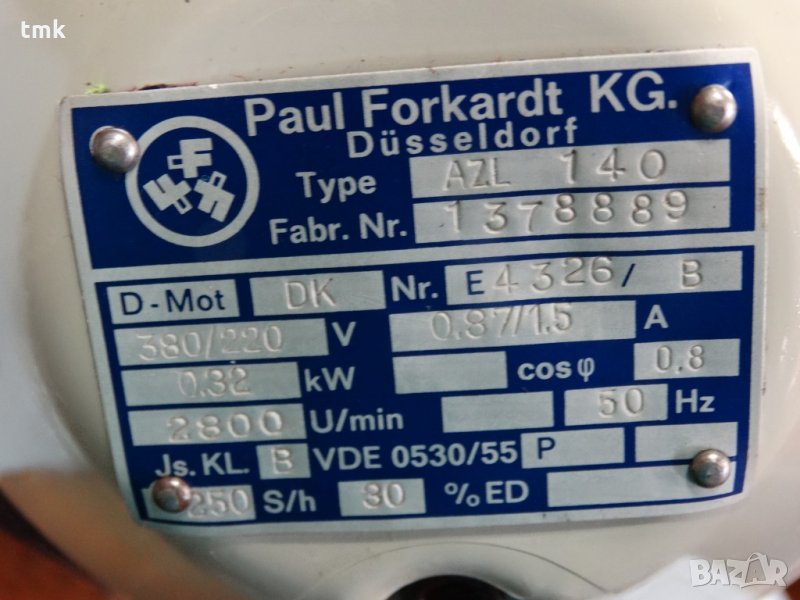 tmk
Paul Forkardt KG.
Düsseldorf
Type AZL 140
Fabr. Nr. 1378889
D-Mot DK Nr. E4326/ B
380/220 V 0.87/1.5 A
0.32 kW cos φ 0.8
2800 U/min 50 Hz
Js. KL. B VDE 0530/55 P
250 S/h 30 % ED
BAZAR